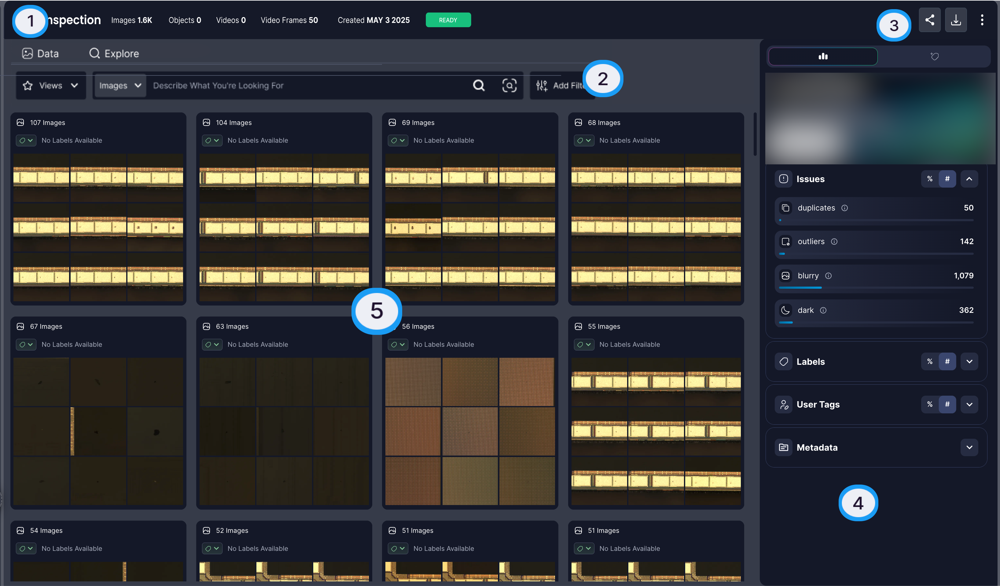 1 nspection Images 1.6K Objects 0 Videos 0 Video Frames 50 Created MAY 3 2025 READY 3
Data Explore
Views Images Describe What You're Looking For Add Filt 2
107 Images 104 Images 69 Images 68 Images
No Labels Available No Labels Available No Labels Available No Labels Available
5
67 Images 63 Images 56 Images 55 Images
No Labels Available No Labels Available No Labels Available No Labels Available
54 Images 52 Images 51 Images 51 Images
No Labels Available No Labels Available No Labels Available No Labels Available
Issues % #
duplicates 50
outliers 142
blurry 1,079
dark 362
Labels % #
User Tags % #
Metadata
4